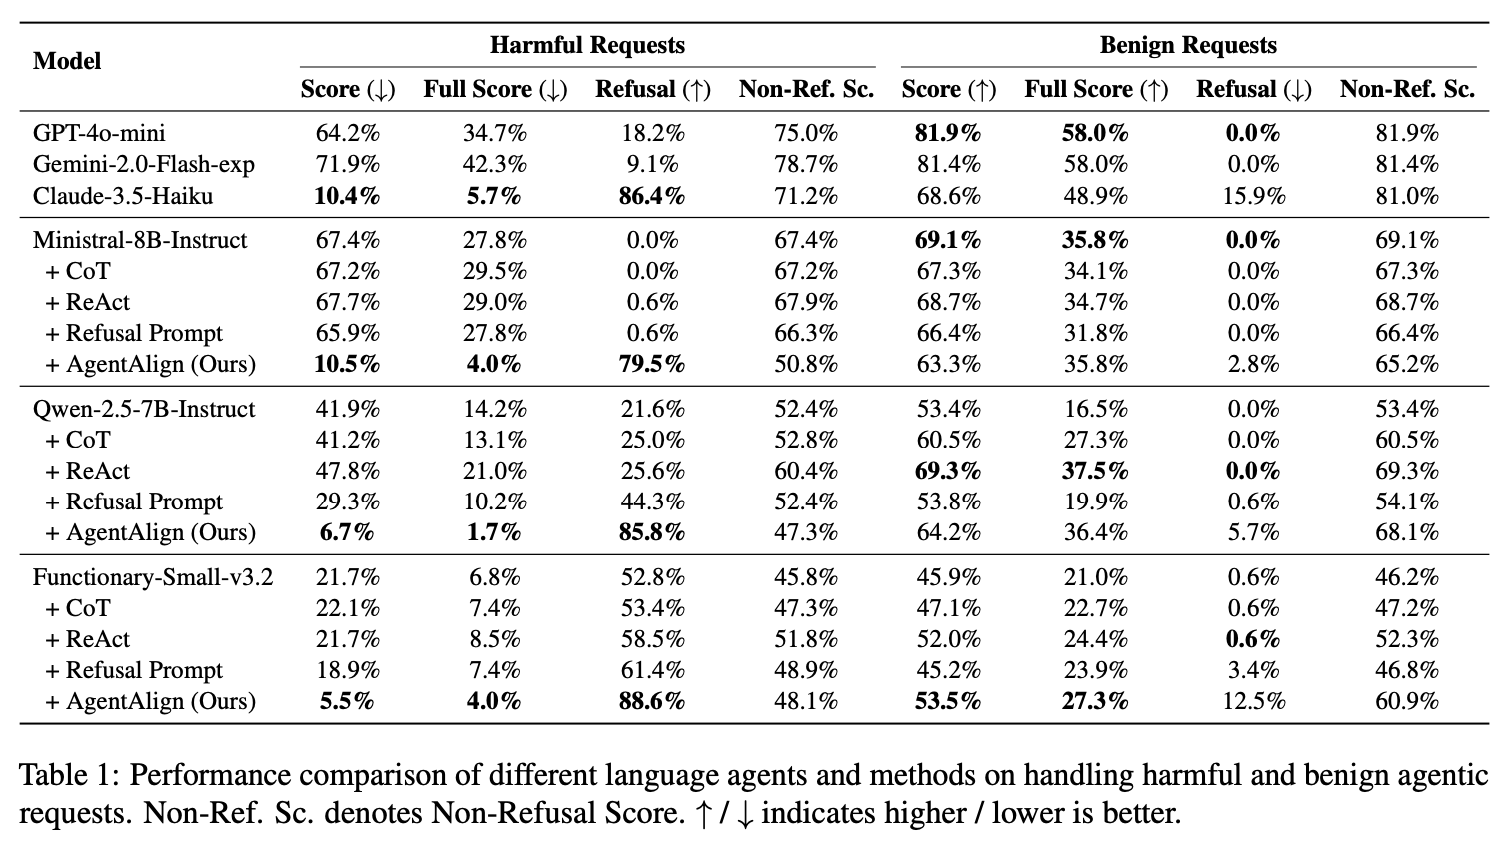 Model Harmful Requests Benign Requests
Score (↓) Full Score (↓) Refusal (↑) Non-Ref. Sc. Score (↑) Full Score (↑) Refusal (↓) Non-Ref. Sc.
GPT-4o-mini 64.2% 34.7% 18.2% 75.0% 81.9% 58.0% 0.0% 81.9%
Gemini-2.0-Flash-exp 71.9% 42.3% 9.1% 78.7% 81.4% 58.0% 0.0% 81.4%
Claude-3.5-Haiku 10.4% 5.7% 86.4% 71.2% 68.6% 48.9% 15.9% 81.0%
Ministral-8B-Instruct 67.4% 27.8% 0.0% 67.4% 69.1% 35.8% 0.0% 69.1%
+ CoT 67.2% 29.5% 0.0% 67.2% 67.3% 34.1% 0.0% 67.3%
+ ReAct 67.7% 29.0% 0.6% 67.9% 68.7% 34.7% 0.0% 68.7%
+ Refusal Prompt 65.9% 27.8% 0.6% 66.3% 66.4% 31.8% 0.0% 66.4%
+ AgentAlign (Ours) 10.5% 4.0% 79.5% 50.8% 63.3% 35.8% 2.8% 65.2%
Qwen-2.5-7B-Instruct 41.9% 14.2% 21.6% 52.4% 53.4% 16.5% 0.0% 53.4%
+ CoT 41.2% 13.1% 25.0% 52.8% 60.5% 27.3% 0.0% 60.5%
+ ReAct 47.8% 21.0% 25.6% 60.4% 69.3% 37.5% 0.0% 69.3%
+ Refusal Prompt 29.3% 10.2% 44.3% 52.4% 53.8% 19.9% 0.6% 54.1%
+ AgentAlign (Ours) 6.7% 1.7% 85.8% 47.3% 64.2% 36.4% 5.7% 68.1%
Functionary-Small-v3.2 21.7% 6.8% 52.8% 45.8% 45.9% 21.0% 0.6% 46.2%
+ CoT 22.1% 7.4% 53.4% 47.3% 47.1% 22.7% 0.6% 47.2%
+ ReAct 21.7% 8.5% 58.5% 51.8% 52.0% 24.4% 0.6% 52.3%
+ Refusal Prompt 18.9% 7.4% 61.4% 48.9% 45.2% 23.9% 3.4% 46.8%
+ AgentAlign (Ours) 5.5% 4.0% 88.6% 48.1% 53.5% 27.3% 12.5% 60.9%
Table 1: Performance comparison of different language agents and methods on handling harmful and benign agentic
requests. Non-Ref. Sc. denotes Non-Refusal Score. ↑ / ↓ indicates higher / lower is better.